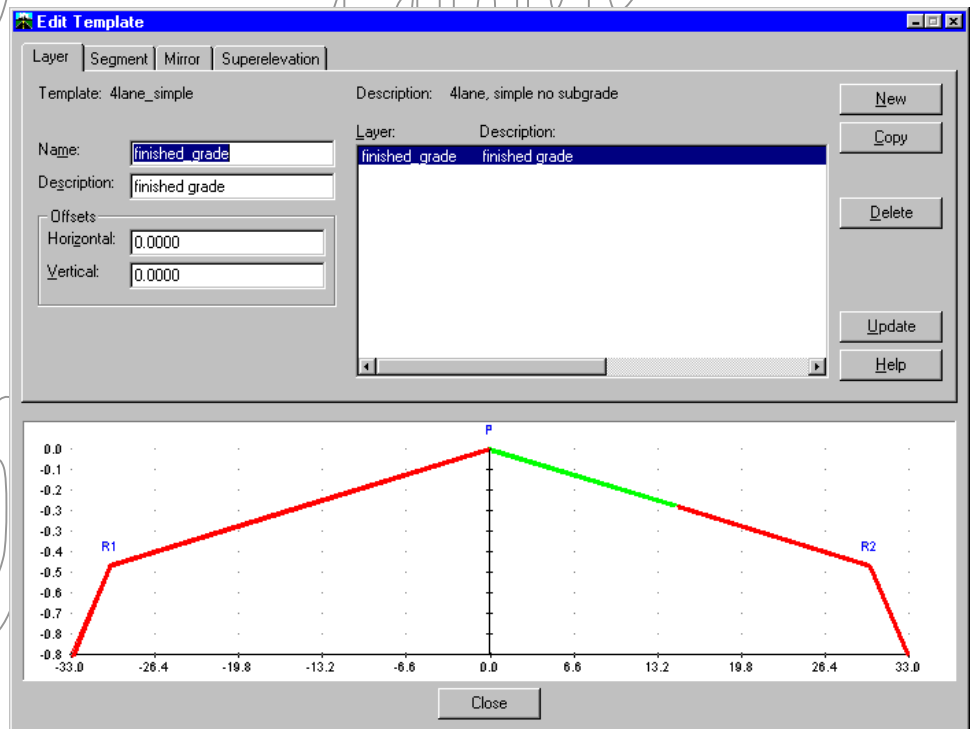 Edit Template
Layer Segment Mirror Superelevation
Template: 4lane_simple
Description: 4lane, simple no subgrade
New
Copy
Delete
Update
Help
Name: finished_grade
Description: finished grade
Offsets
Horizontal: 0.0000
Vertical: 0.0000
Layer: Description:
finished_grade finished grade
P
R1
R2
0.0
-0.1
-0.2
-0.3
-0.3
-0.4
-0.5
-0.6
-0.7
-0.8
-0.8
-33.0 -26.4 -19.8 -13.2 -6.6 0.0 6.6 13.2 19.8 26.4 33.0
Close